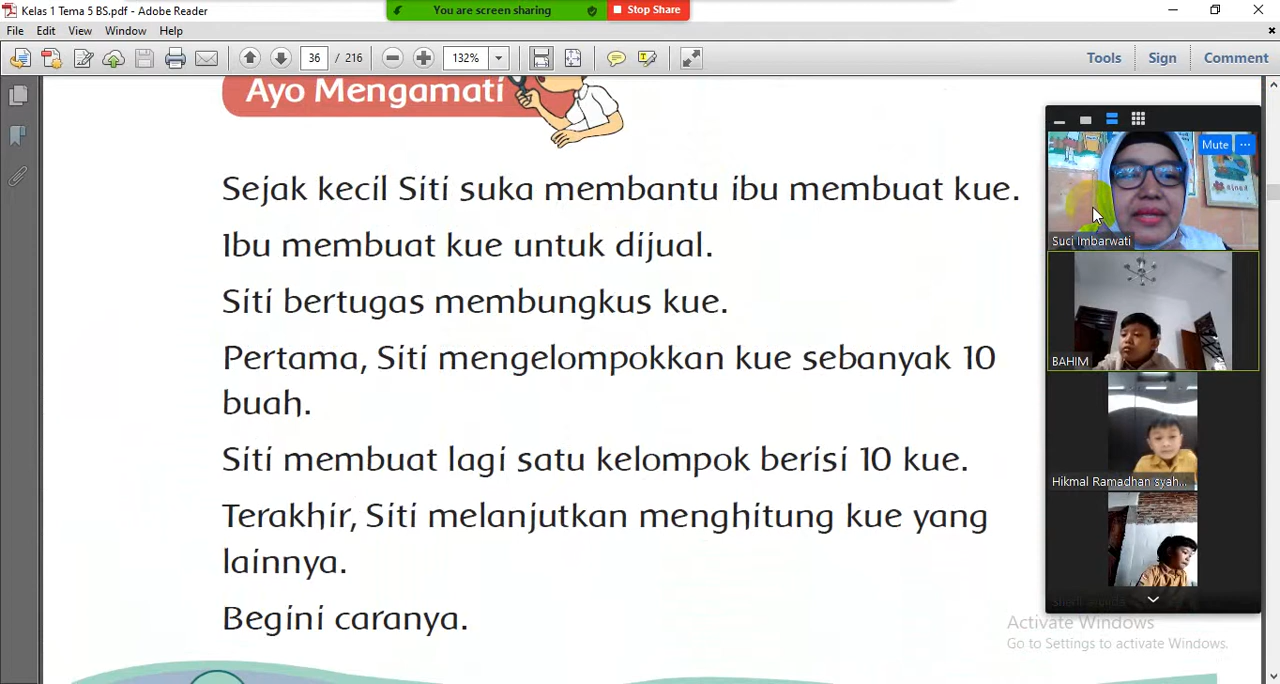 Kelas 1 Tema 5 BS.pdf - Adobe Reader
You are screen sharing
Stop Share
File Edit View Window Help
36 / 216
132%
Tools Sign Comment
Ayo Mengamati
Sejak kecil Siti suka membantu ibu membuat kue.
Ibu membuat kue untuk dijual.
Siti bertugas membungkus kue.
Pertama, Siti mengelompokkan kue sebanyak 10
buah.
Siti membuat lagi satu kelompok berisi 10 kue.
Terakhir, Siti melanjutkan menghitung kue yang
lainnya.
Begini caranya.
Mute ...
Suci Imbarwati
BAHIM
Hikmal Ramadhan syah...
Activate Windows
Go to Settings to activate Windows.